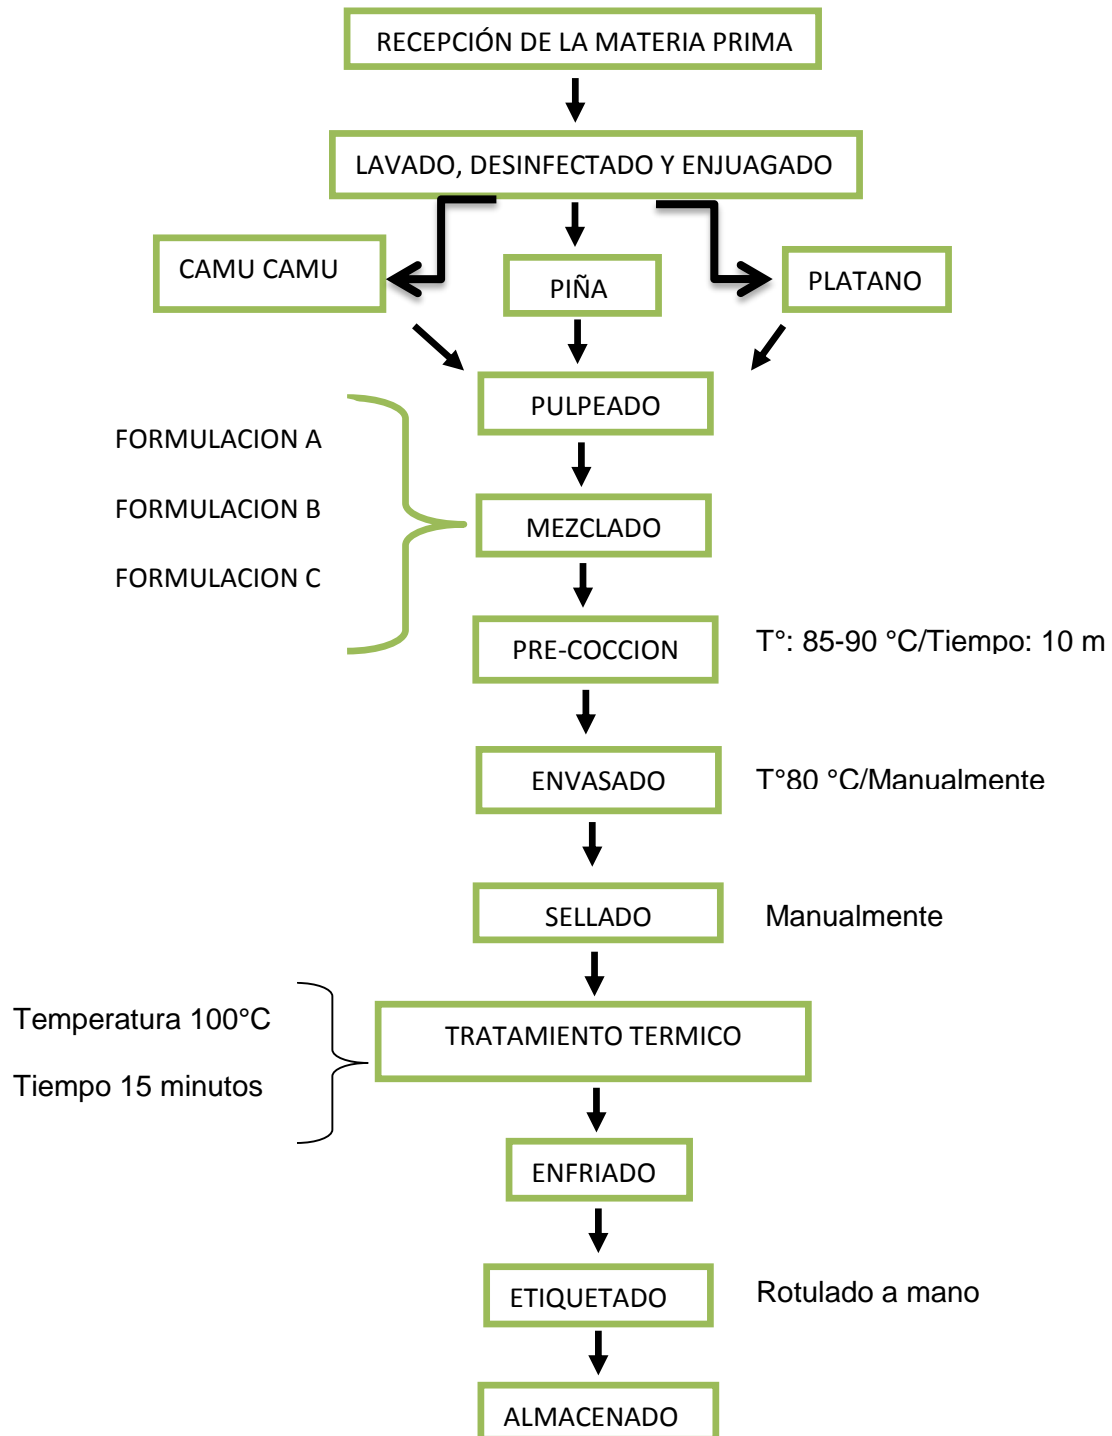 RECEPCIÓN DE LA MATERIA PRIMA
LAVADO, DESINFECTADO Y ENJUAGADO
CAMU CAMU
PIÑA
PLATANO
PULPEADO
FORMULACION A
FORMULACION B
FORMULACION C
MEZCLADO
PRE-COCCION
T°: 85-90 °C/Tiempo: 10 m
ENVASADO
T°80 °C/Manualmente
SELLADO
Manualmente
Temperatura 100°C
Tiempo 15 minutos
TRATAMIENTO TERMICO
ENFRIADO
ETIQUETADO
Rotulado a mano
ALMACENADO